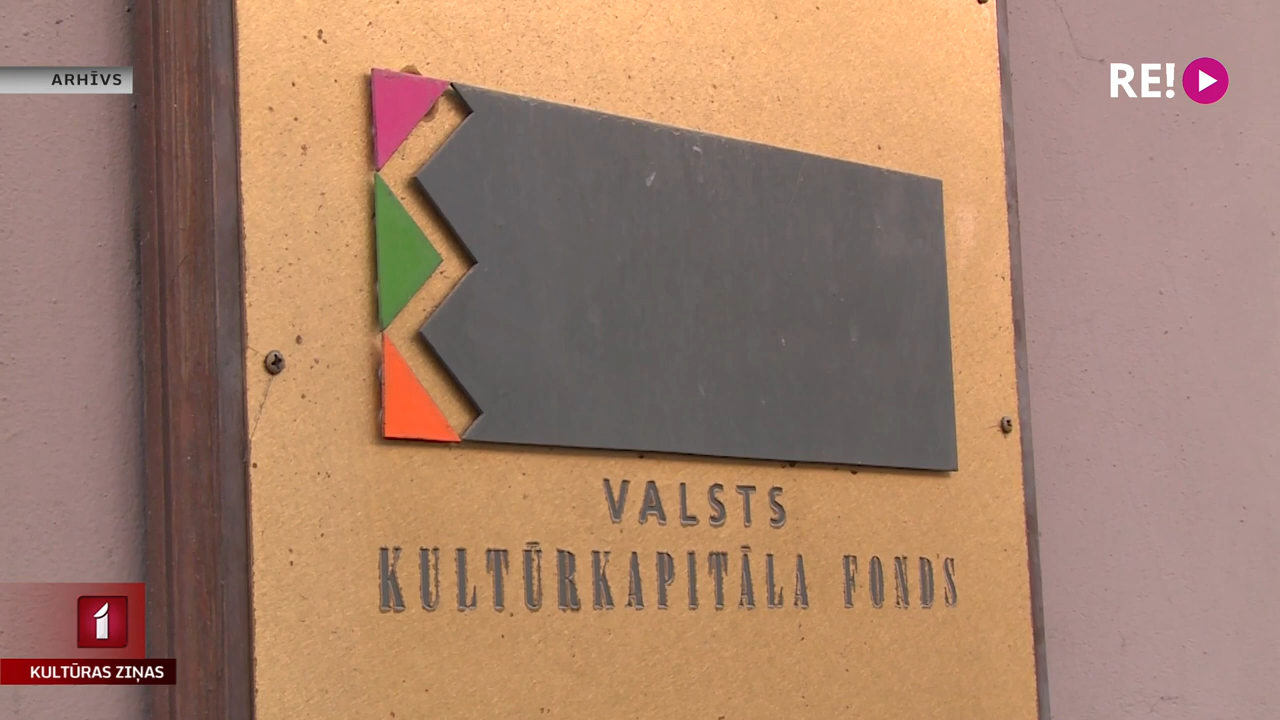 ARHĪVS
RE!
VALSTS
KULTŪRKAPITĀLA FONDS
1
KULTŪRAS ZIŅAS